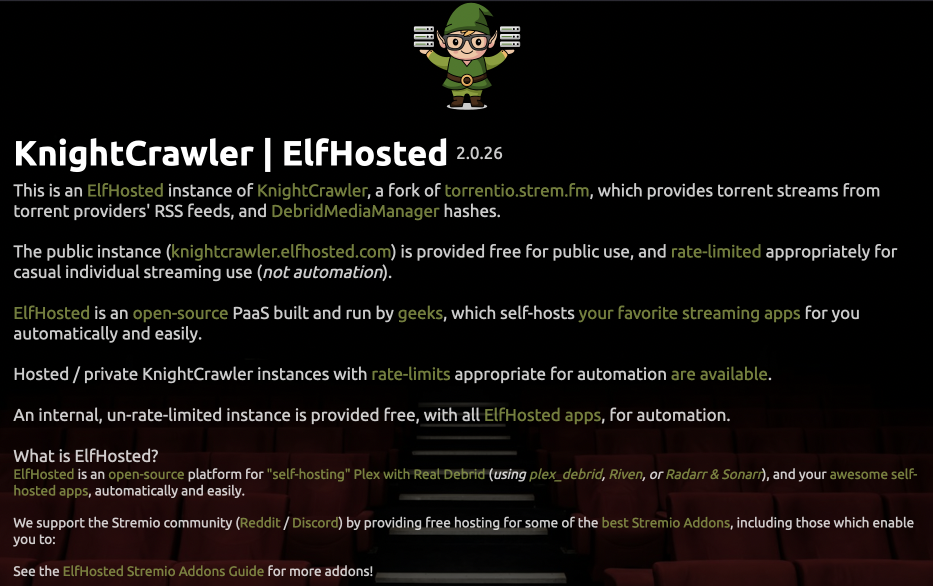 KnightCrawler | ElfHosted 2.0.26
This is an ElfHosted instance of KnightCrawler, a fork of torrentio.strem.fm, which provides torrent streams from
torrent providers' RSS feeds, and DebridMediaManager hashes.
The public instance (knightcrawler.elfhosted.com) is provided free for public use, and rate-limited appropriately for
casual individual streaming use (not automation).
ElfHosted is an open-source PaaS built and run by geeks, which self-hosts your favorite streaming apps for you
automatically and easily.
Hosted / private KnightCrawler instances with rate-limits appropriate for automation are available.
An internal, un-rate-limited instance is provided free, with all ElfHosted apps, for automation.
What is ElfHosted?
ElfHosted is an open-source platform for "self-hosting" Plex with Real Debrid (using plex_debrid, Riven, or Radarr & Sonarr), and your awesome self-
hosted apps, automatically and easily.
We support the Stremio community (Reddit / Discord) by providing free hosting for some of the best Stremio Addons, including those which enable
you to:
See the ElfHosted Stremio Addons Guide for more addons!